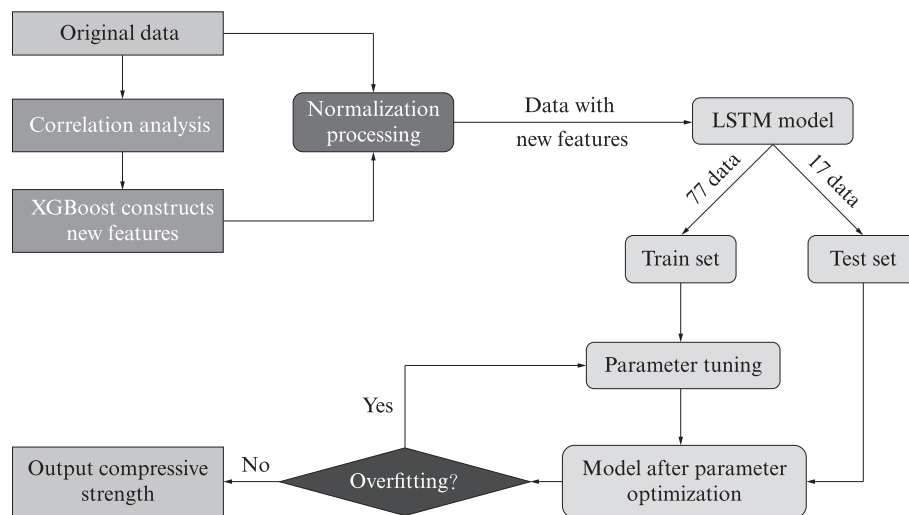 Original data
Correlation analysis
XGBoost constructs
new features
Normalization
processing
Data with
new features
LSTM model
77 data
17 data
Train set
Test set
Parameter tuning
Model after parameter
optimization
Overfitting?
Yes
No
Output compressive
strength